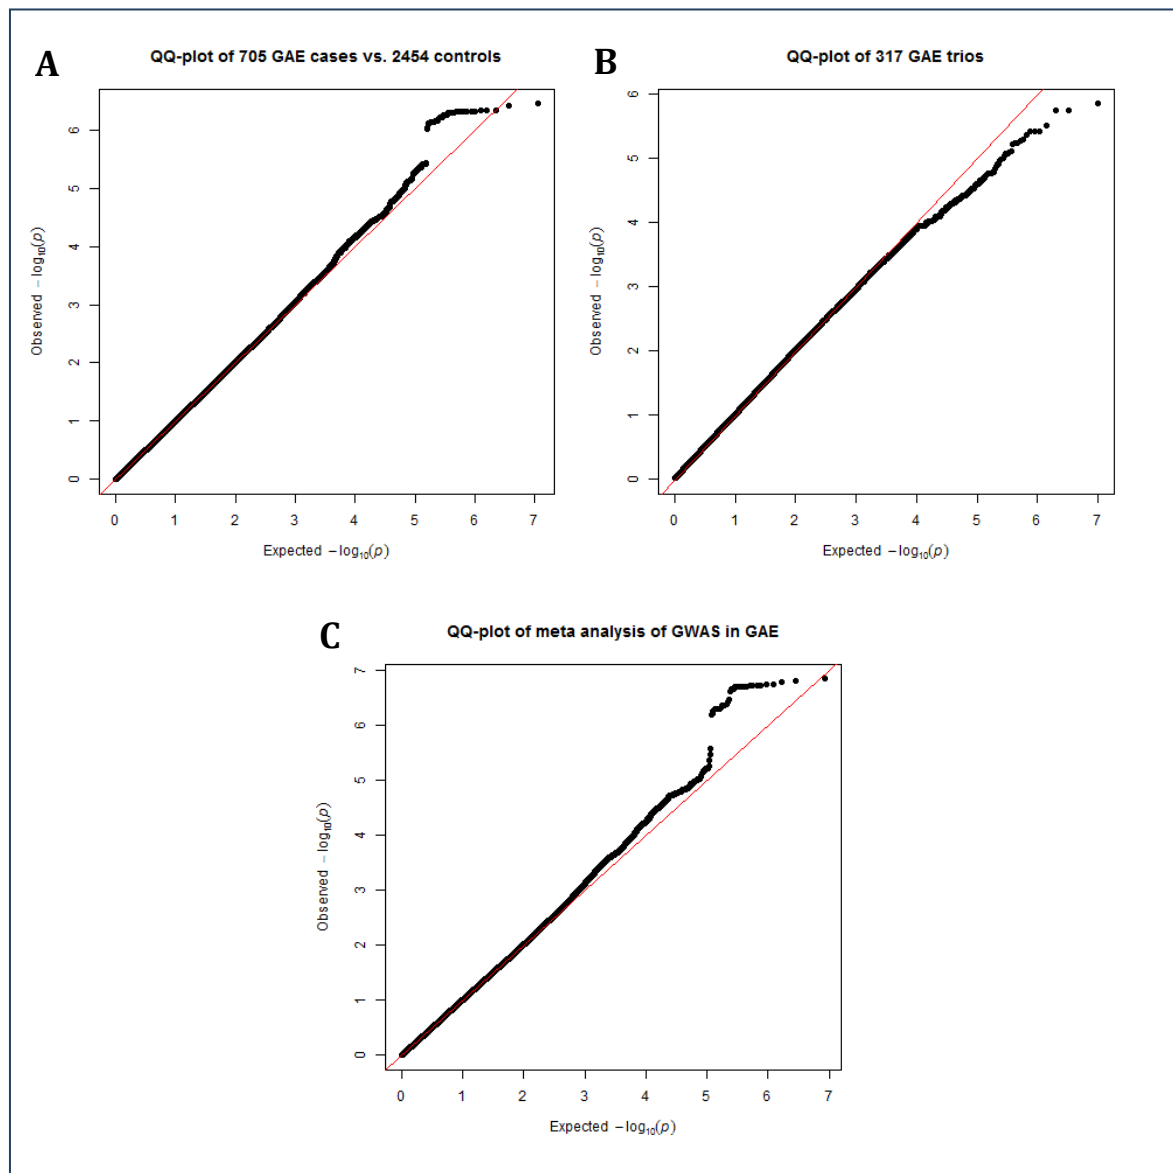 A
QQ-plot of 705 GAE cases vs. 2454 controls
Observed −log10(p)
6
5
4
3
2
1
0
0 1 2 3 4 5 6 7
Expected −log10(p)
B
QQ-plot of 317 GAE trios
Observed −log10(p)
6
5
4
3
2
1
0
0 1 2 3 4 5 6 7
Expected −log10(p)
C
QQ-plot of meta analysis of GWAS in GAE
Observed −log10(p)
7
6
5
4
3
2
1
0
0 1 2 3 4 5 6 7
Expected −log10(p)